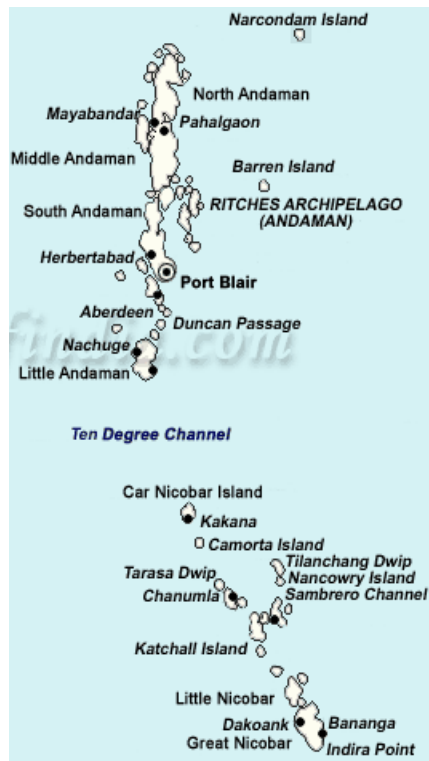 Narcondam Island
North Andaman
Mayabandar
Pahalgaon
Middle Andaman
Barren Island
South Andaman
RITCHES ARCHIPELAGO
(ANDAMAN)
Herbertabad
Port Blair
Aberdeen
Duncan Passage
findia.com
Nachuge
Little Andaman
Ten Degree Channel
Car Nicobar Island
Kakana
Camorta Island
Tilanchang Dwip
Tarasa Dwip
Nancowry Island
Chanumla
Sambrero Channel
Katchall Island
Little Nicobar
Dakoank
Bananga
Great Nicobar
Indira Point